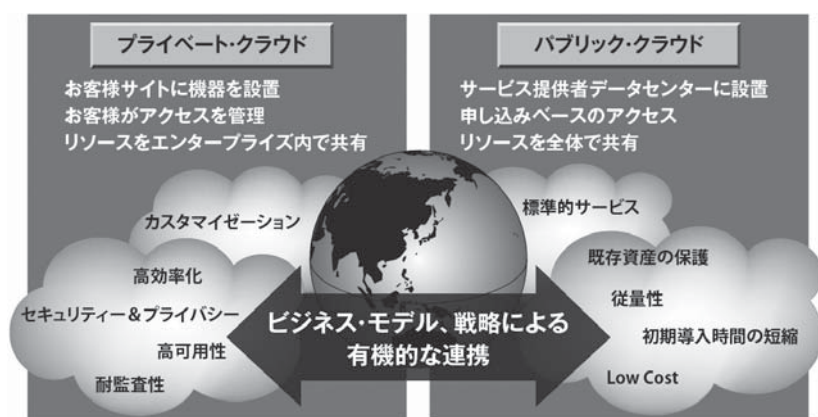 プライベート・クラウド
お客様サイトに機器を設置
お客様がアクセスを管理
リソースをエンタープライズ内で共有
カスタマイゼーション
高効率化
セキュリティー＆プライバシー
高可用性
耐監査性
パブリック・クラウド
サービス提供者データセンターに設置
申し込みベースのアクセス
リソースを全体で共有
標準的サービス
既存資産の保護
従量性
初期導入時間の短縮
Low Cost
ビジネス・モデル、戦略による
有機的な連携